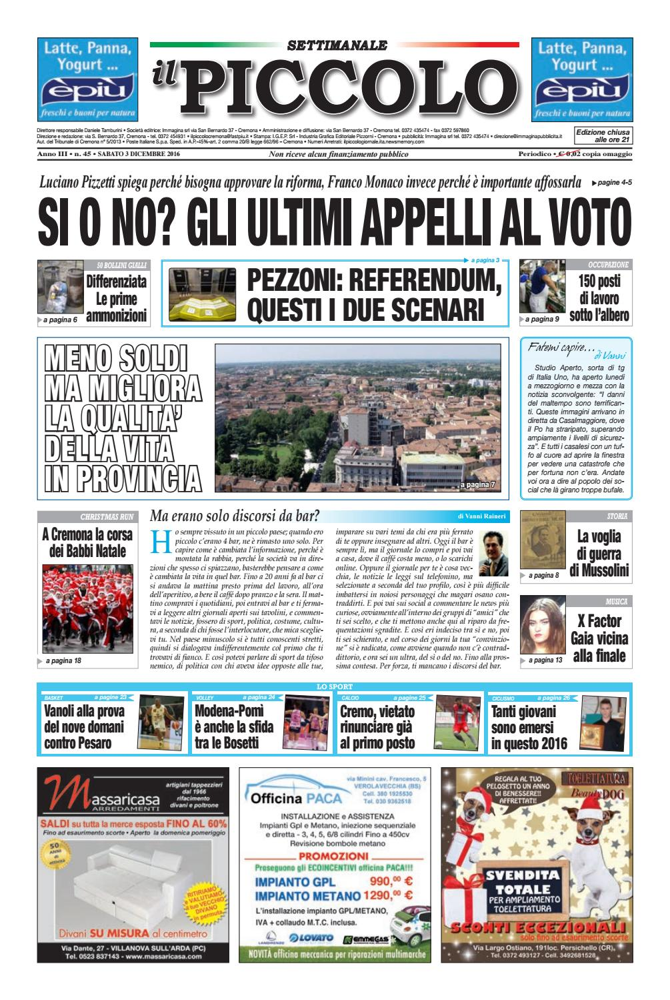 Latte, Panna,
Yogurt ...
èpiù
freschi e buoni per natura
SETTIMANALE
il PICCOLO
Latte, Panna,
Yogurt ...
èpiù
freschi e buoni per natura
Direttore responsabile Daniele Tamburini • Società editrice: Immagina srl via San Bernardo 37 - Cremona • Amministrazione e diffusione: via San Bernardo 37 - Cremona tel. 0372 435474 - fax 0372 597860
Direzione e redazione: via S. Bernardo 37, Cremona - tel. 0372 454931 • ilpiccolocremona@fastpiu.it • Stampa: I.G.E.P. Srl - Industria Grafica Editoriale Pizzorni - Cremona • pubblicità: Immagina srl tel. 0372 435474 • direzione@immaginapubblicita.it
Aut. del Tribunale di Cremona n° 5/2013 • Poste Italiane S.p.a. Sped. in A.P.-45%-art. 2 comma 20/B legge 662/96 – Cremona • Numeri Arretrati: ilpiccologiornale.ita.newsmemory.com
Edizione chiusa
alle ore 21
Anno III • n. 45 • SABATO 3 DICEMBRE 2016
Non riceve alcun finanziamento pubblico
Periodico • € 0,02 copia omaggio
Luciano Pizzetti spiega perché bisogna approvare la riforma, Franco Monaco invece perché è importante affossarla
pagine 4-5
SI O NO? GLI ULTIMI APPELLI AL VOTO
50 BOLLINI GIALLI
Differenziata
Le prime
ammonizioni
a pagina 6
a pagina 3
PEZZONI: REFERENDUM,
QUESTI I DUE SCENARI
OCCUPAZIONE
150 posti
di lavoro
sotto l'albero
a pagina 9
MENO SOLDI
MA MIGLIORA
LA QUALITA'
DELLA VITA
IN PROVINCIA
a pagina 7
Fatemi capire...
di Vanni
Studio Aperto, sorta di tg
di Italia Uno, ha aperto lunedì
a mezzogiorno e mezza con la
notizia sconvolgente: “I danni
del maltempo sono terrifican-
ti. Queste immagini arrivano in
diretta da Casalmaggiore, dove
il Po ha straripato, superando
ampiamente i livelli di sicurez-
za”. E tutti i casalesi con un tuf-
fo al cuore ad aprire la finestra
per vedere una catastrofe che
per fortuna non c'era. Andate
voi ora a dire al popolo dei so-
cial che là girano troppe bufale.
CHRISTMAS RUN
A Cremona la corsa
dei Babbi Natale
a pagina 18
Ma erano solo discorsi da bar?
di Vanni Raineri
Ho sempre vissuto in un piccolo paese; quando ero
piccolo c'erano 4 bar, ne è rimasto uno solo. Per
capire come è cambiata l'informazione, perché è
montata la rabbia, perché la società va in dire-
zioni che spesso ci spiazzano, basterebbe pensare a come
è cambiata la vita in quel bar. Fino a 20 anni fa al bar ci
si andava la mattina presto prima del lavoro, all'ora
dell'aperitivo, a bere il caffè dopo pranzo e la sera. Il mat-
tino compravi i quotidiani, poi entravi al bar e ti ferma-
vi a leggere altri giornali aperti sui tavolini, e commen-
tavi le notizie, fossero di sport, politica, costume, cultu-
ra, a seconda di chi fosse l'interlocutore, che mica sceglie-
vi tu. Nel paese minuscolo si è tutti conoscenti stretti,
quindi si dialogava indifferentemente col primo che ti
trovava di fianco. E così potevi parlare di sport da tifoso
nemico, di politica con chi aveva idee opposte alle tue,
imparare su vari temi da chi era più ferrato
di te oppure insegnare ad altri. Oggi il bar è
sempre lì, ma il giornale lo compri e poi vai
a casa, dove il caffè costa meno, o lo scarichi
online. Oppure il giornale per te è cosa vec-
chia, le notizie le leggi sul telefonino, ma
selezionate a seconda del tuo profilo, così è più difficile
imbattersi in noiosi personaggi che magari osano con-
traddirti. E poi vai sui social a commentare le news più
curiose, ovviamente all'interno dei gruppi di “amici” che
ti sei scelto, e che ti mettono anche qui al riparo da fre-
quentazioni sgradite. E così eri indeciso tra sì e no, poi
ti sei schierato, e nel corso dei giorni la tua “convinzio-
ne” si è radicata, come avviene quando non c'è contrad-
dittorio, e ora sei un ultra, del sì o del no. Fino alla pros-
sima contesa. Per forza, ti mancano i discorsi del bar.
STORIA
La voglia
di guerra
di Mussolini
a pagina 8
MUSICA
X Factor
Gaia vicina
alla finale
a pagina 13
LO SPORT
BASKET
a pagine 23
Vanoli alla prova
del nove domani
contro Pesaro
VOLLEY
a pagina 24
Modena-Pomì
è anche la sfida
tra le Bosetti
CALCIO
a pagine 25
Cremo, vietato
rinunciare già
al primo posto
CICLISMO
a pagina 26
Tanti giovani
sono emersi
in questo 2016
Massaricasa
ARREDAMENTI
artigiani tappezzieri
dal 1966
rifacimento
divani e poltrone
SALDI su tutta la merce esposta FINO AL 60%
Fino ad esaurimento scorte • Aperto la domenica pomeriggio
50
ANNI
di
attività
RITIRIAMO
e VALUTIAMO
il tuo VECCHIO
DIVANO
in permuta
Divani SU MISURA al centimetro
Via Dante, 27 - VILLANOVA SULL'ARDA (PC)
Tel. 0523 837143 - www.massaricasa.com
Officina PACA
via Minini cav. Francesco, 5
VEROLAVECCHIA (BS)
Cell. 380 1925530
Tel. 030 9362518
INSTALLAZIONE e ASSISTENZA
Impianti Gpl e Metano, iniezione sequenziale
e diretta - 3, 4, 5, 6/8 cilindri Fino a 450cv
Revisione bombole metano
PROMOZIONI
Proseguono gli ECOINCENTIVI officina PACA!!!
IMPIANTO GPL 990,00 €
IMPIANTO METANO 1290,00 €
L'installazione impianto GPL/METANO,
IVA + collaudo M.T.C. inclusa.
LANDIRENZO
LOVATO
EMMEGAS
NOVITÀ officina meccanica per riparazioni multimarche
REGALA AL TUO
PELOSETTO UN ANNO
DI BENESSERE!!
AFFRETTATI!
TOELETTATURA
Beauty DOG
SVENDITA
TOTALE
PER AMPLIAMENTO
TOELETTATURA
SCONTI ECCEZIONALI
solo fino ad esaurimento scorte
Via Largo Ostiano, 191loc. Persichello (CR),
Tel. 0372 493127 - Cell. 3492681528